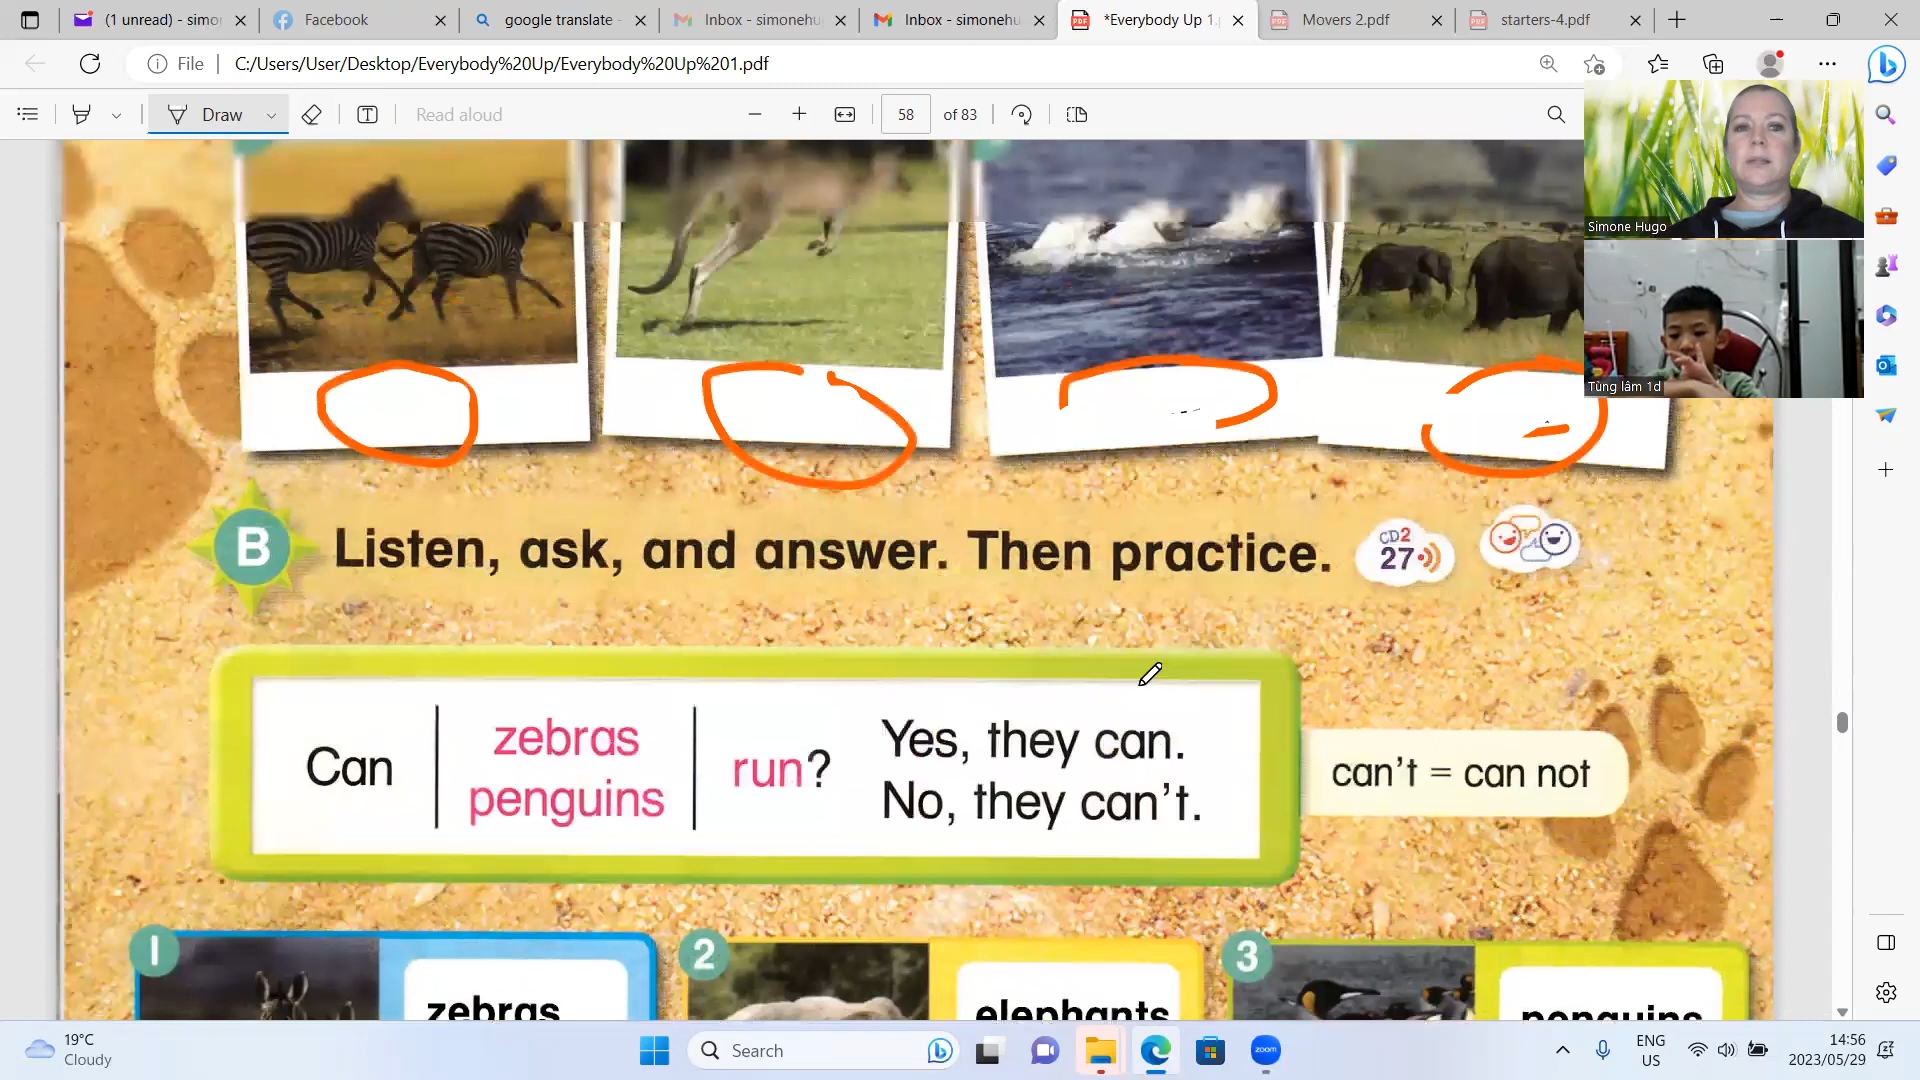 (1 unread) - simo
Facebook
google translate -
Inbox - simonehu
Inbox - simonehu
*Everybody Up 1.
Movers 2.pdf
starters-4.pdf
File
C:/Users/User/Desktop/Everybody%20Up/Everybody%20Up%201.pdf
Draw
Read aloud
58 of 83
Simone Hugo
Tùng lâm 1d
B Listen, ask, and answer. Then practice. CD2 27
Can zebras penguins run? Yes, they can.
No, they can't.
can't = can not
1 zebras
2 elephants
3 penguins
19°C
Cloudy
Search
zoom
ENG
US
14:56
2023/05/29